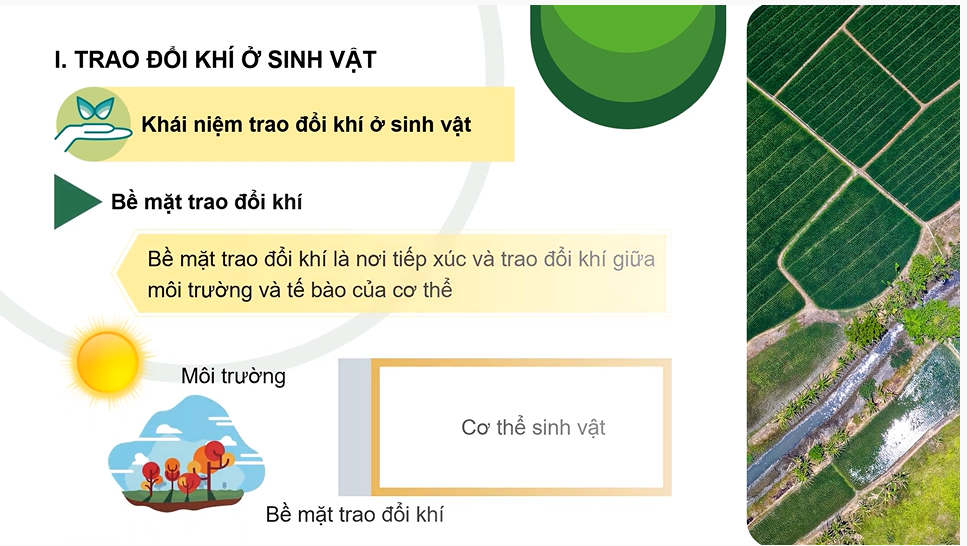 I. TRAO ĐỔI KHÍ Ở SINH VẬT
Khái niệm trao đổi khí ở sinh vật
Bề mặt trao đổi khí
Bề mặt trao đổi khí là nơi tiếp xúc và trao đổi khí giữa
môi trường và tế bào của cơ thể
Môi trường
Cơ thể sinh vật
Bề mặt trao đổi khí